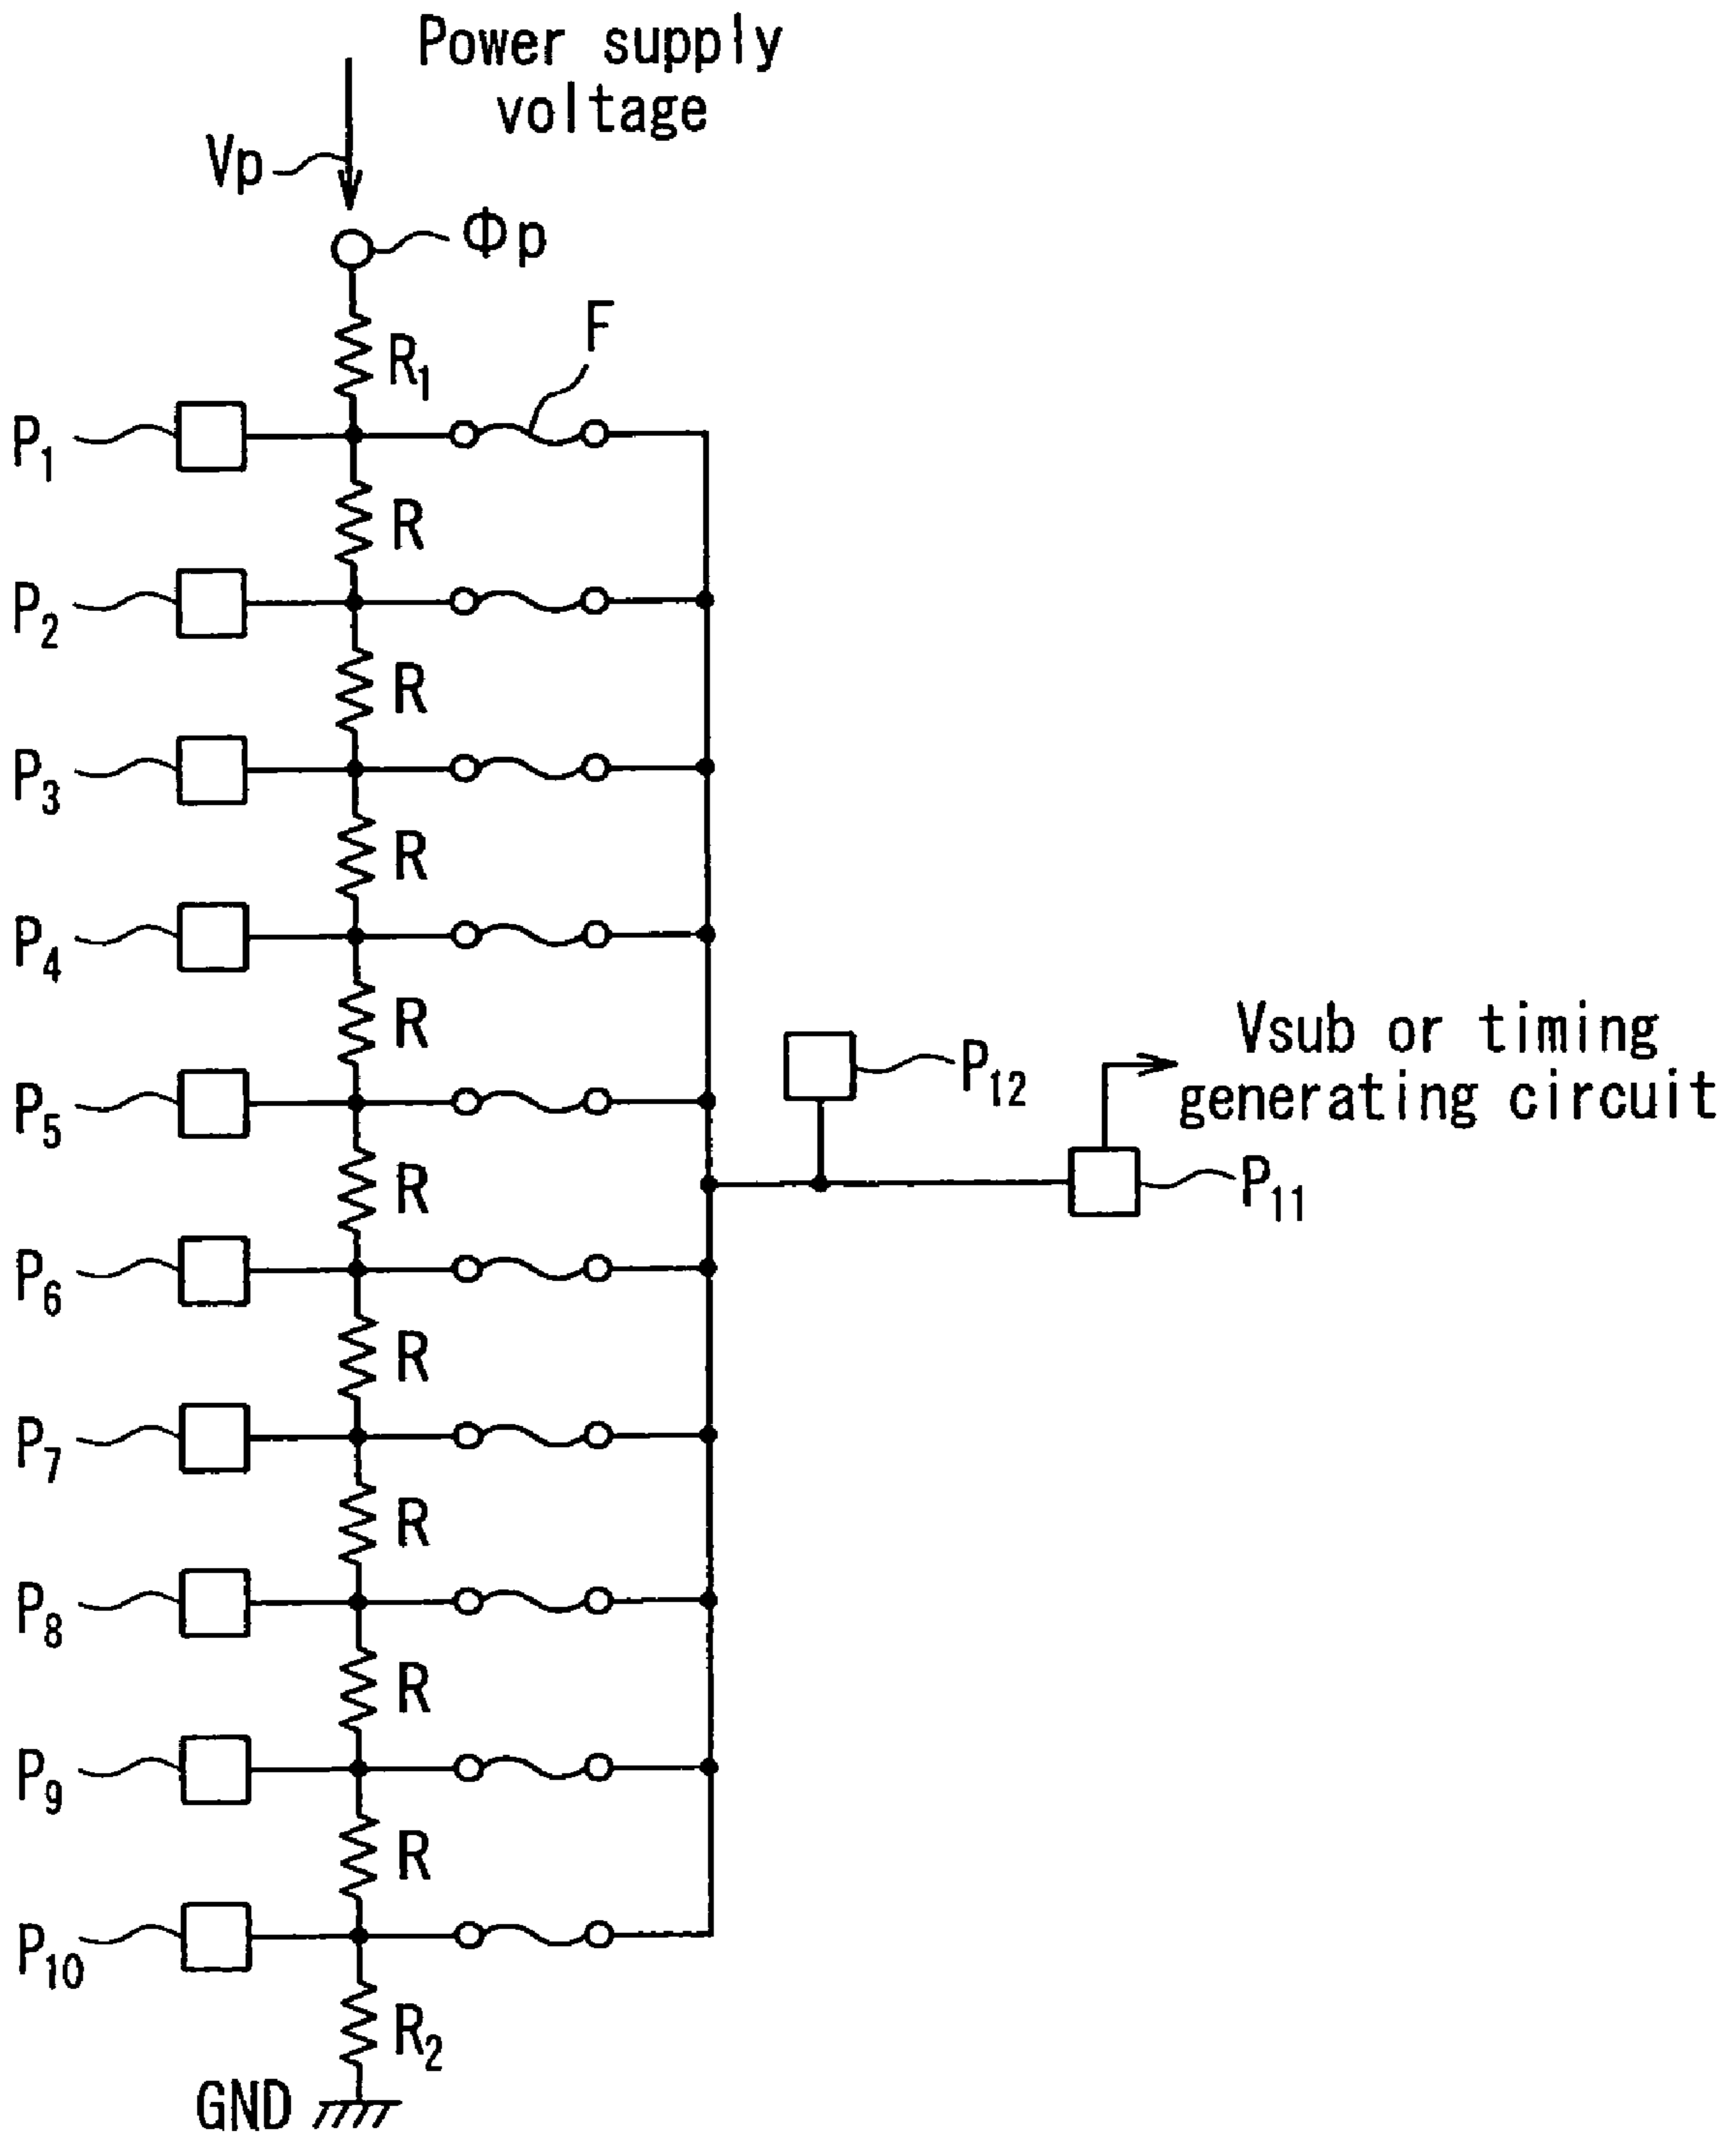 Power supply
voltage
Vp
Φp
F
R1
P1
R
P2
R
P3
R
P4
R
P5
Vsub or timing
generating circuit
P12
P11
R
P6
R
P7
R
P8
R
P9
R
P10
R2
GND